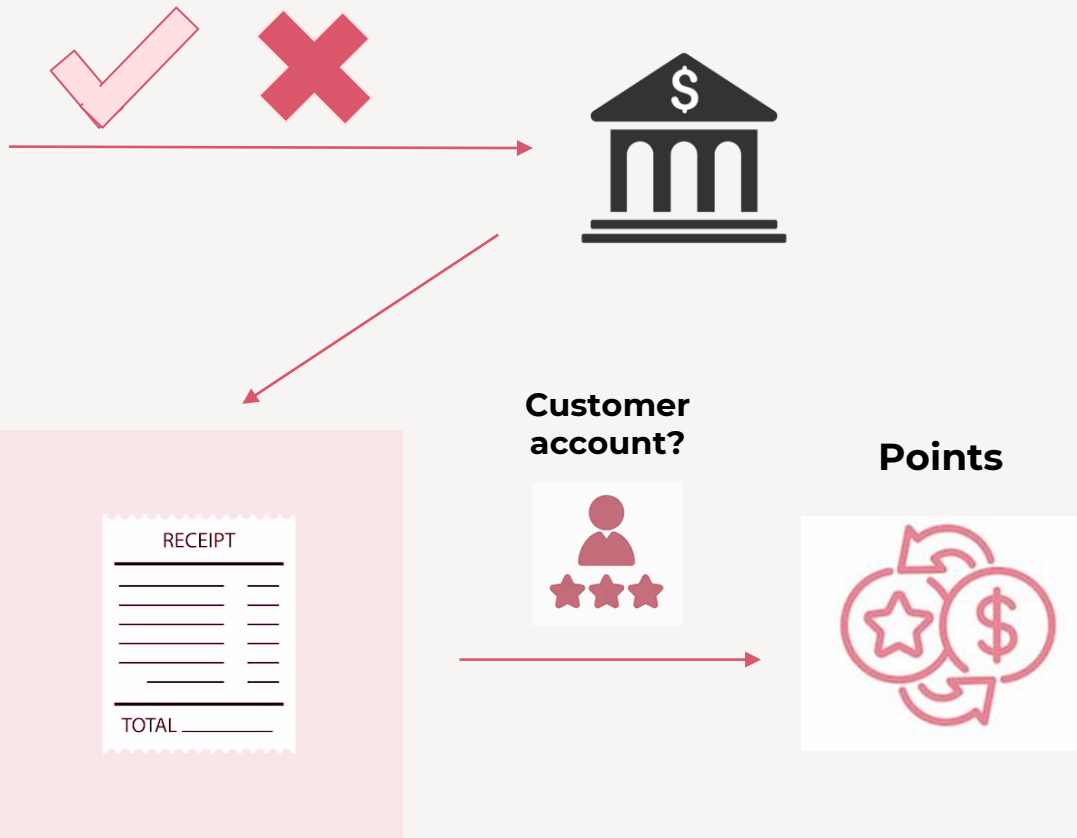 $
Customer
account?
Points
RECEIPT
TOTAL
$